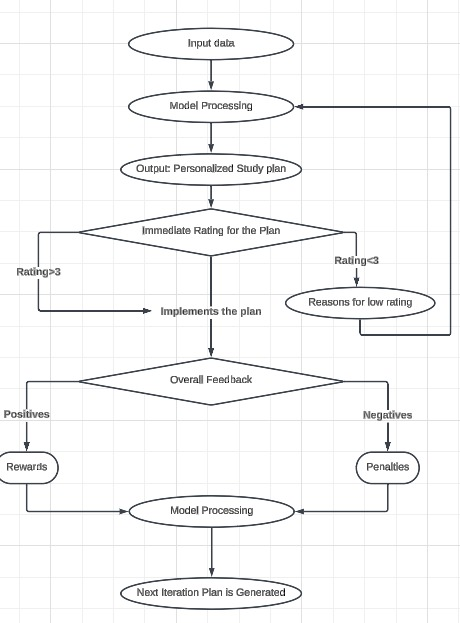 Input data
Model Processing
Output: Personalized Study plan
Immediate Rating for the Plan
Rating>3
Rating<3
Reasons for low rating
Implements the plan
Overall Feedback
Positives
Negatives
Rewards
Penalties
Model Processing
Next Iteration Plan is Generated